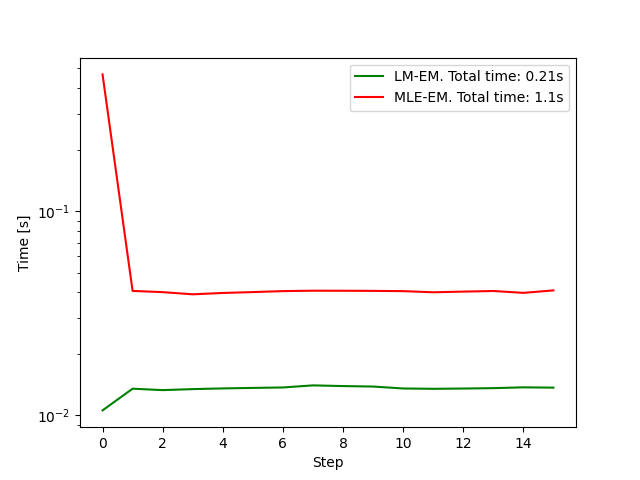 LM-EM. Total time: 0.21s
MLE-EM. Total time: 1.1s
Time [s]
10⁻¹
10⁻²
0 2 4 6 8 10 12 14
Step